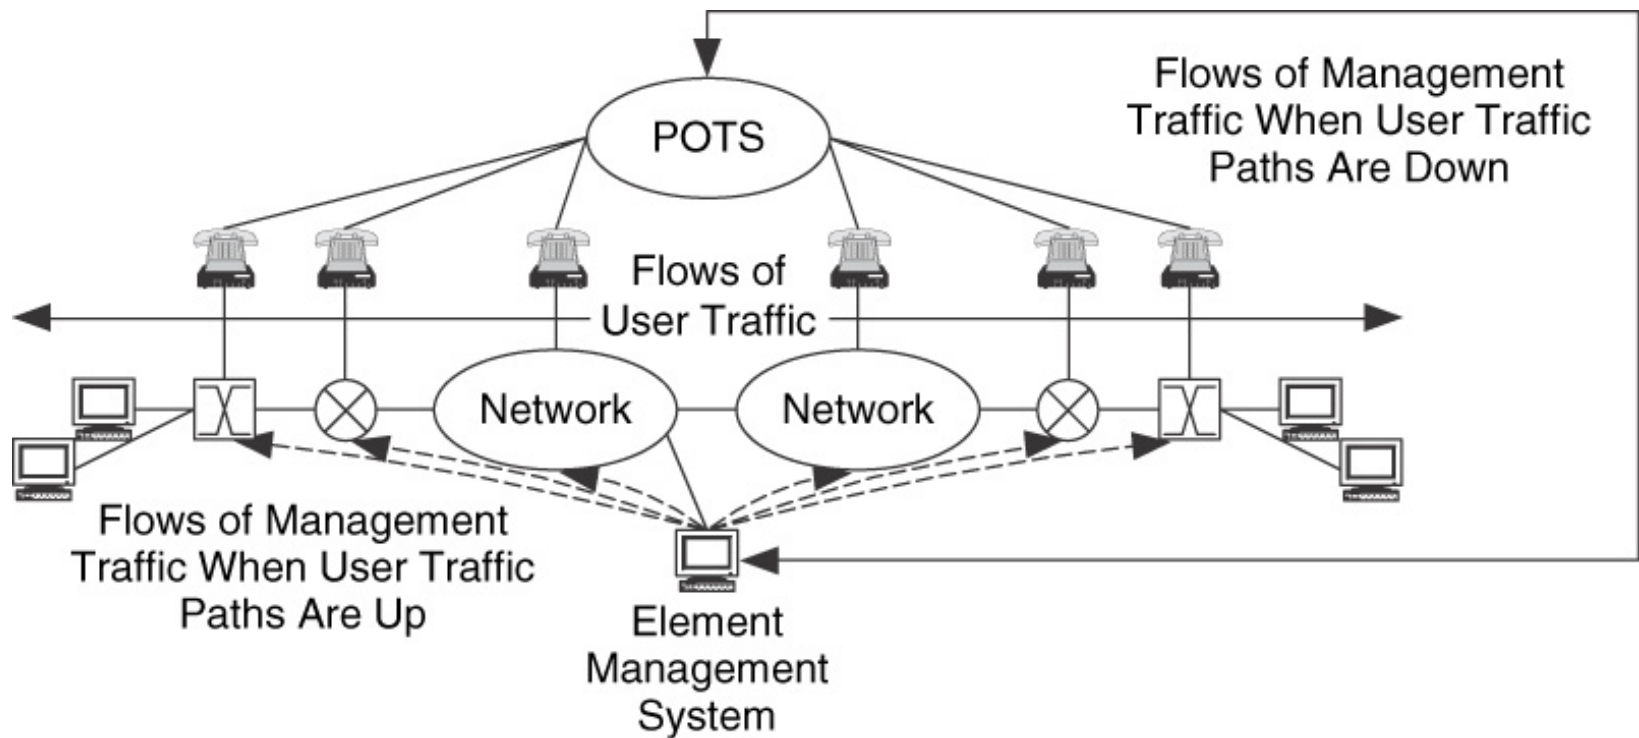 POTS
Flows of Management
Traffic When User Traffic
Paths Are Down
Flows of
User Traffic
Network
Network
Flows of Management
Traffic When User Traffic
Paths Are Up
Element
Management
System